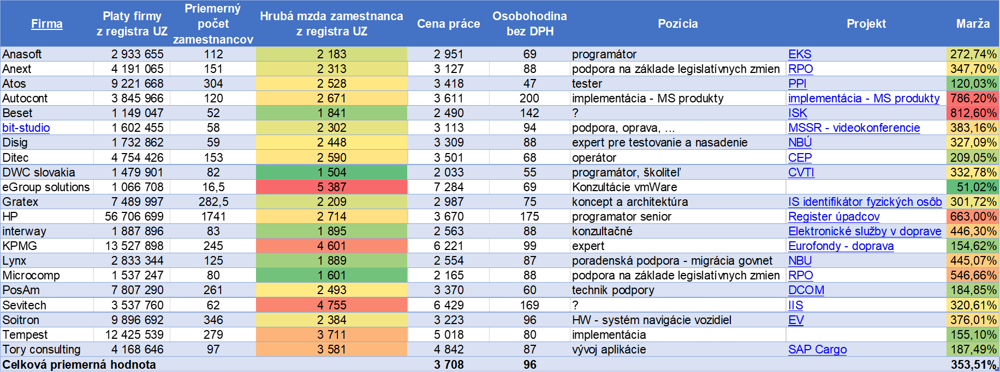 Firma | Platy firmy z registra UZ | Priemerný počet zamestnancov | Hrubá mzda zamestnanca z registra UZ | Cena práce | Osobohodina bez DPH | Pozícia | Projekt | Marža
Anasoft | 2 933 655 | 112 | 2 183 | 2 951 | 69 | programátor | EKS | 272,74%
Anext | 4 191 065 | 151 | 2 313 | 3 127 | 88 | podpora na základe legislatívnych zmien | RPO | 347,70%
Atos | 9 221 668 | 304 | 2 528 | 3 418 | 47 | tester | PPI | 120,03%
Autocont | 3 845 966 | 120 | 2 671 | 3 611 | 200 | implementácia - MS produkty | implementácia - MS produkty | 786,20%
Beset | 1 149 047 | 52 | 1 841 | 2 490 | 142 | ? | ISK | 812,60%
bit-studio | 1 602 455 | 58 | 2 302 | 3 113 | 94 | podpora, oprava, ... | MSSR - videokonferencie | 383,16%
Disig | 1 732 862 | 59 | 2 448 | 3 309 | 88 | expert pre testovanie a nasadenie | NBÚ | 327,09%
Ditec | 4 754 426 | 153 | 2 590 | 3 501 | 68 | operátor | CEP | 209,05%
DWC slovakia | 1 479 901 | 82 | 1 504 | 2 033 | 55 | programátor, školiteľ | CVTI | 332,78%
eGroup solutions | 1 066 708 | 16,5 | 5 387 | 7 284 | 69 | Konzultácie vmWare | | 51,02%
Gratex | 7 489 997 | 282,5 | 2 209 | 2 987 | 75 | koncept a architektúra | IS identifikátor fyzických osôb | 301,72%
HP | 56 706 699 | 1741 | 2 714 | 3 670 | 175 | programator senior | Register úpadcov | 663,00%
interway | 1 887 896 | 83 | 1 895 | 2 563 | 88 | konzultačné | Elektronické služby v doprave | 446,30%
KPMG | 13 527 898 | 245 | 4 601 | 6 221 | 99 | expert | Eurofondy - doprava | 154,62%
Lynx | 2 833 344 | 125 | 1 889 | 2 554 | 87 | poradenská podpora - migrácia govnet | NBU | 445,07%
Microcomp | 1 537 247 | 80 | 1 601 | 2 165 | 88 | podpora na základe legislatívnych zmien | RPO | 546,66%
PosAm | 7 807 290 | 261 | 2 493 | 3 370 | 60 | technik podpory | DCOM | 184,85%
Sevitech | 3 537 760 | 62 | 4 755 | 6 429 | 169 | ? | IIS | 320,61%
Soitron | 9 896 692 | 346 | 2 384 | 3 223 | 96 | HW - systém navigácie vozidiel | EV | 376,01%
Tempest | 12 425 539 | 279 | 3 711 | 5 018 | 80 | implementácia | | 155,10%
Tory consulting | 4 168 646 | 97 | 3 581 | 4 842 | 87 | vývoj aplikácie | SAP Cargo | 187,49%
Celková priemerná hodnota | 3 708 | 96 | 353,51%